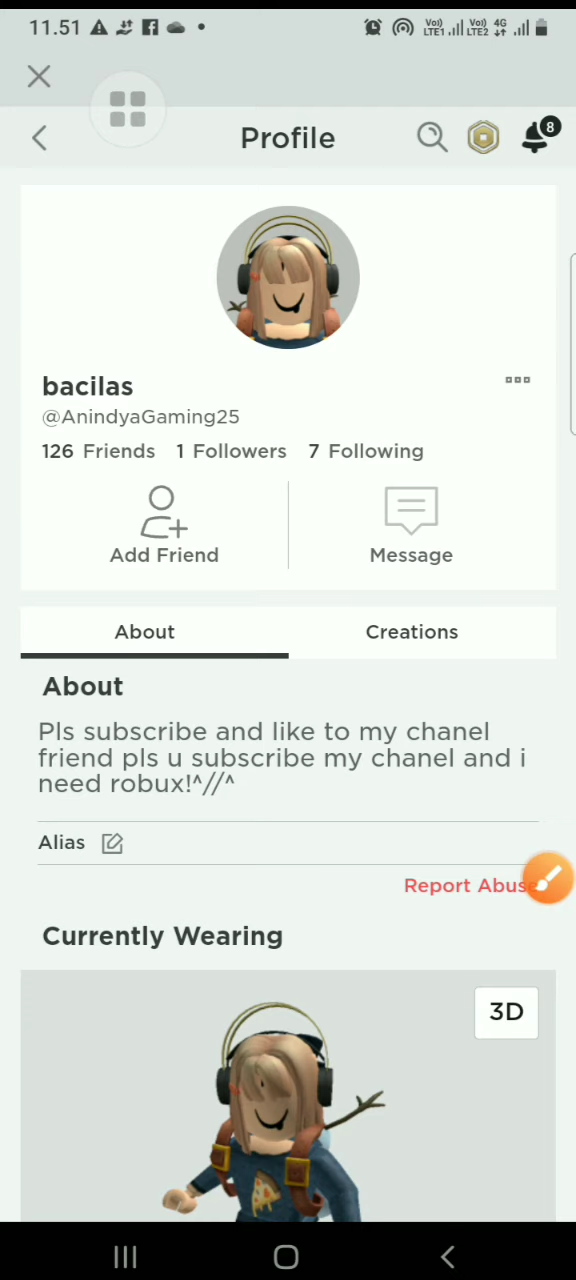 11.51
Vo)) LTE1 Vo)) LTE2 4G
Profile
8
bacilas
@AnindyaGaming25
126 Friends 1 Followers 7 Following
Add Friend Message
About Creations
About
Pls subscribe and like to my chanel
friend pls u subscribe my chanel and i
need robux!^//^
Alias
Report Abuse
Currently Wearing
3D